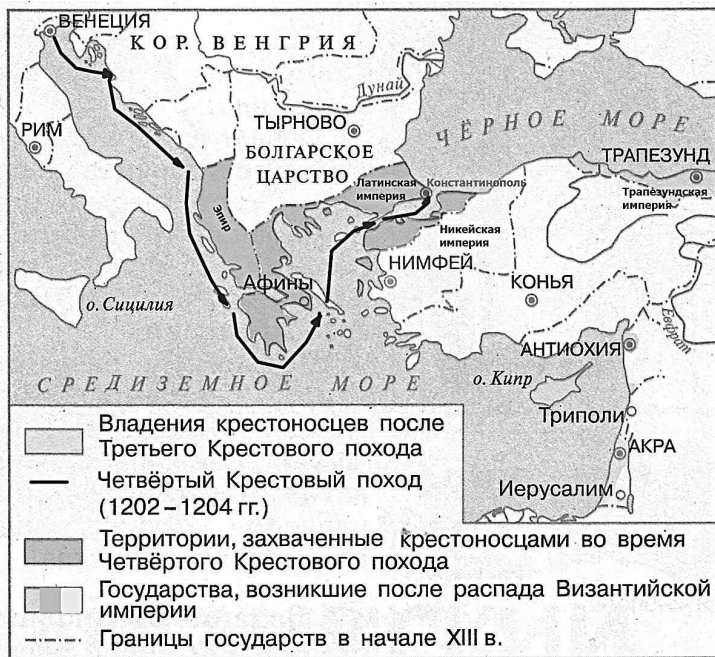 ВЕНЕЦИЯ
КОР. ВЕНГРИЯ
Дунай
РИМ
ТЫРНОВО
БОЛГАРСКОЕ
ЦАРСТВО
ЧЁРНОЕ МОРЕ
ТРАПЕЗУНД
Трапезундская
империя
Латинская
империя
Константинополь
Никейская
империя
Эпир
НИМФЕЙ
Афины
КОНЬЯ
о. Сицилия
Евфрат
АНТИОХИЯ
СРЕДИЗЕМНОЕ МОРЕ
о. Кипр
Триполи
АКРА
Иерусалим
Владения крестоносцев после
Третьего Крестового похода
Четвёртый Крестовый поход
(1202–1204 гг.)
Территории, захваченные крестоносцами во время
Четвёртого Крестового похода
Государства, возникшие после распада Византийской
империи
Границы государств в начале XIII в.